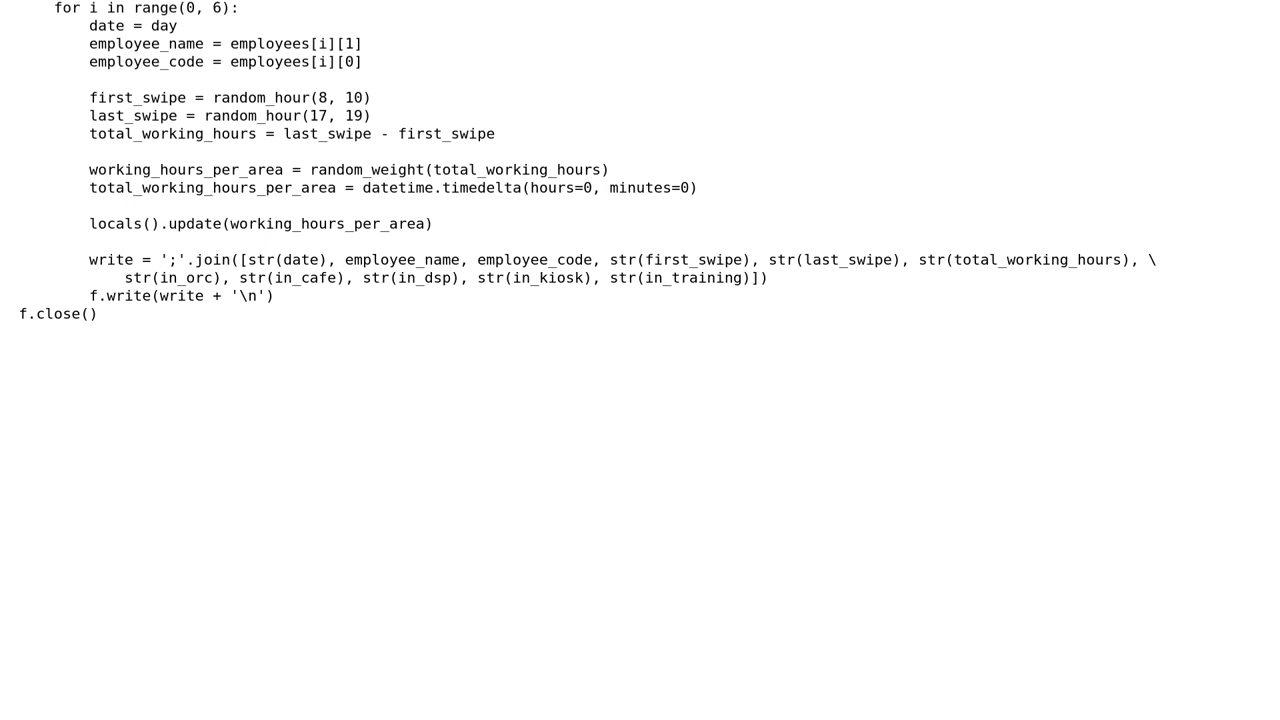 for i in range(0, 6):
        date = day
        employee_name = employees[i][1]
        employee_code = employees[i][0]

        first_swipe = random_hour(8, 10)
        last_swipe = random_hour(17, 19)
        total_working_hours = last_swipe - first_swipe

        working_hours_per_area = random_weight(total_working_hours)
        total_working_hours_per_area = datetime.timedelta(hours=0, minutes=0)

        locals().update(working_hours_per_area)

        write = ';'.join([str(date), employee_name, employee_code, str(first_swipe), str(last_swipe), str(total_working_hours), \
            str(in_orc), str(in_cafe), str(in_dsp), str(in_kiosk), str(in_training)])
        f.write(write + '\n')
f.close()